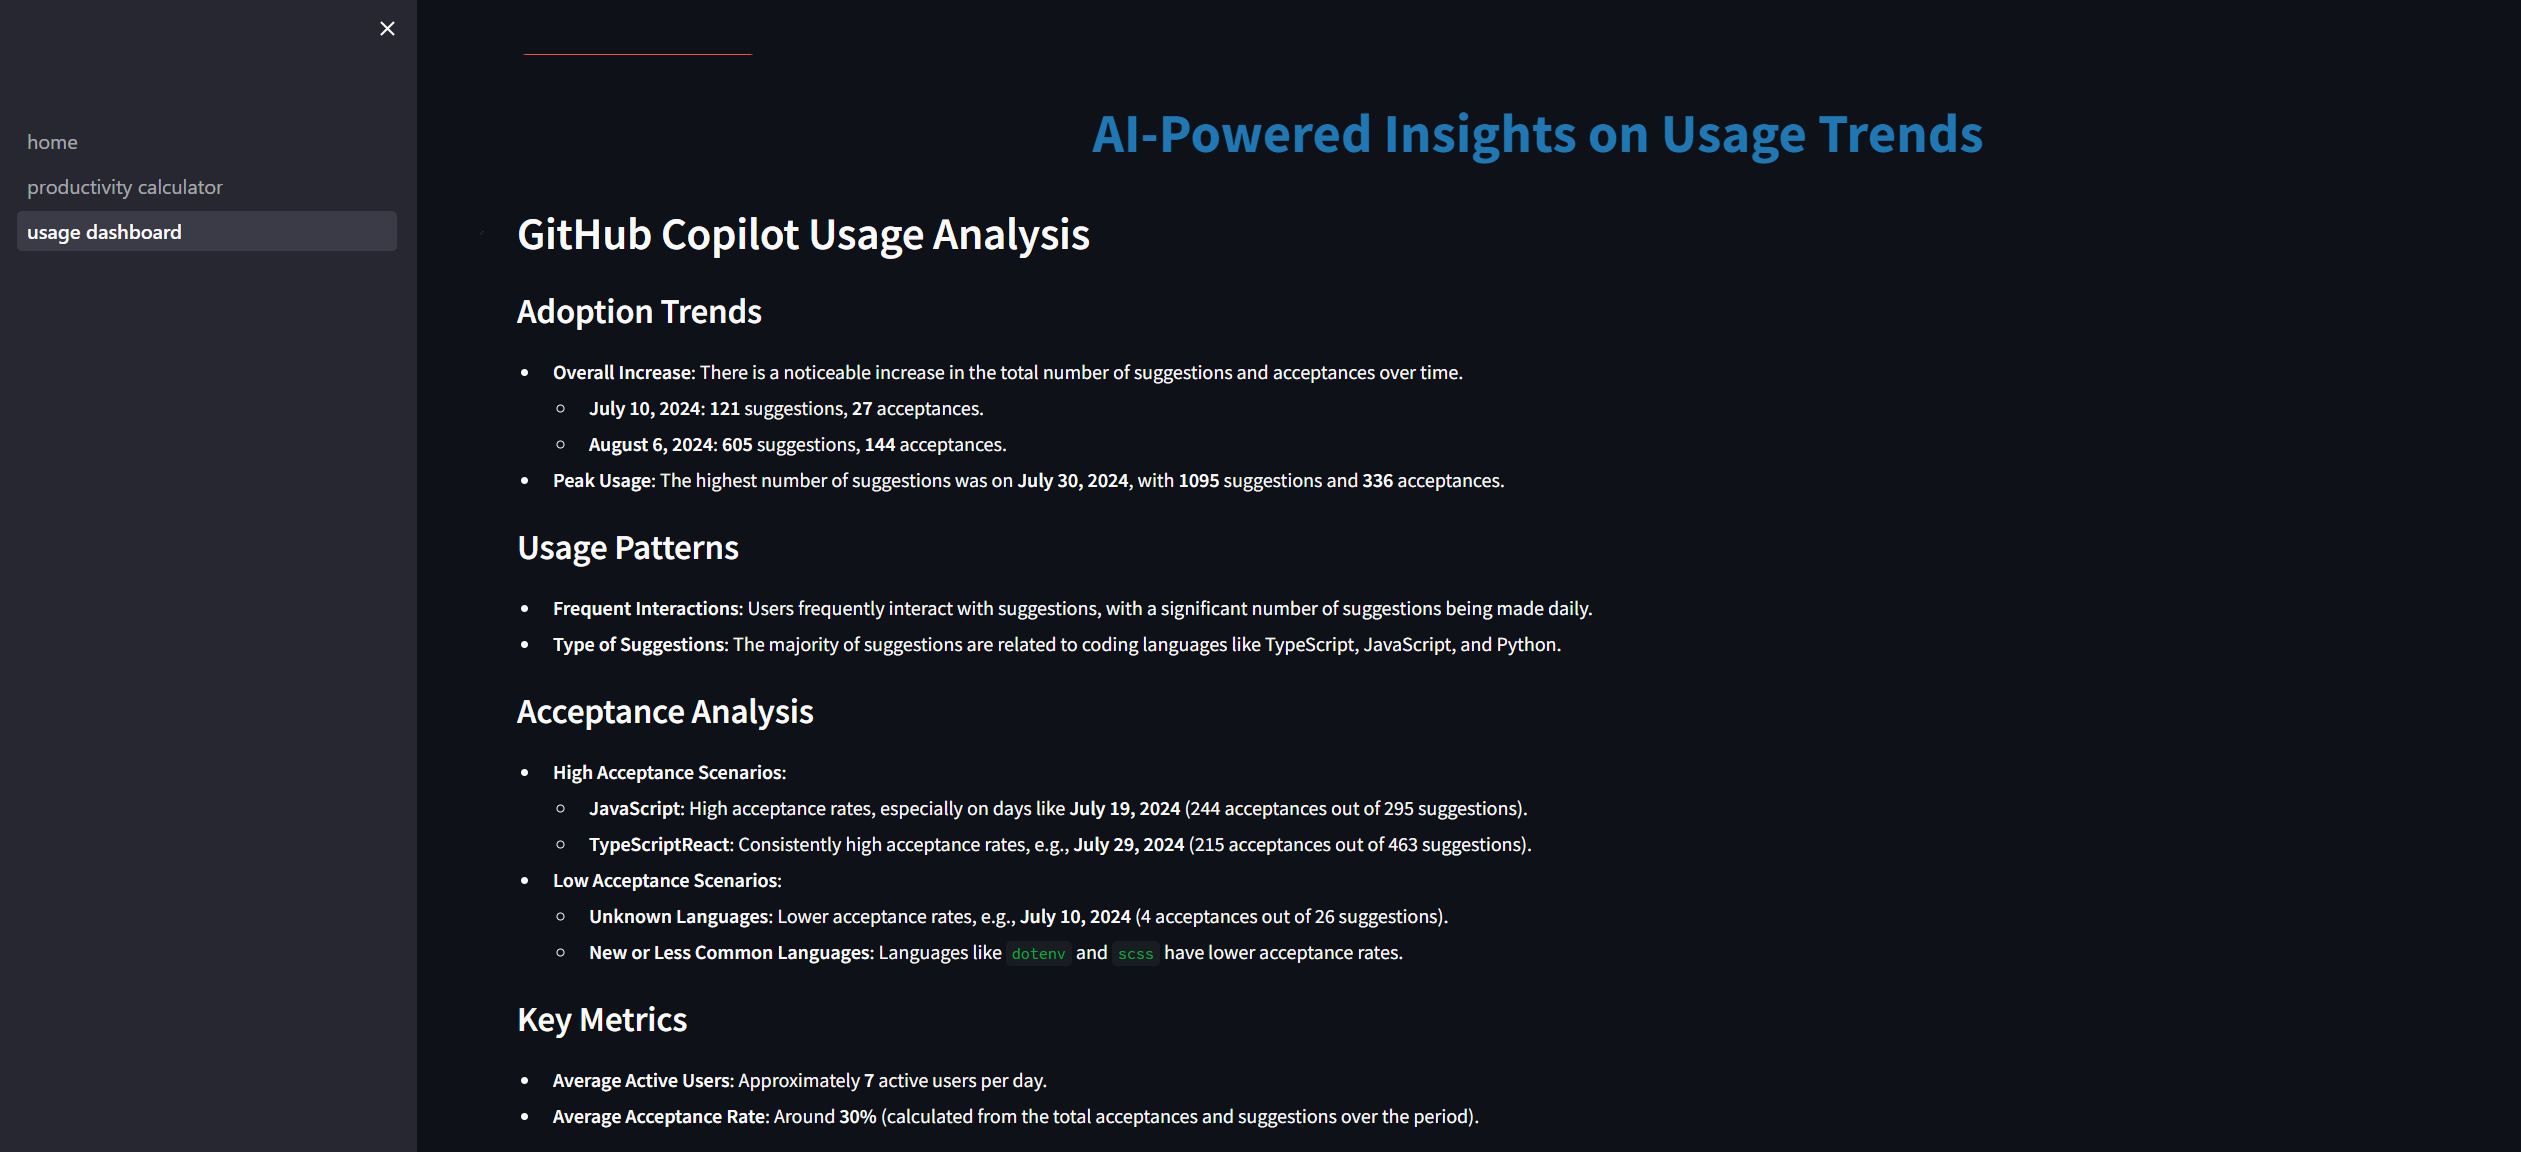 home
productivity calculator
usage dashboard
AI-Powered Insights on Usage Trends
GitHub Copilot Usage Analysis
Adoption Trends
Overall Increase: There is a noticeable increase in the total number of suggestions and acceptances over time.
July 10, 2024: 121 suggestions, 27 acceptances.
August 6, 2024: 605 suggestions, 144 acceptances.
Peak Usage: The highest number of suggestions was on July 30, 2024, with 1095 suggestions and 336 acceptances.
Usage Patterns
Frequent Interactions: Users frequently interact with suggestions, with a significant number of suggestions being made daily.
Type of Suggestions: The majority of suggestions are related to coding languages like TypeScript, JavaScript, and Python.
Acceptance Analysis
High Acceptance Scenarios:
JavaScript: High acceptance rates, especially on days like July 19, 2024 (244 acceptances out of 295 suggestions).
TypeScriptReact: Consistently high acceptance rates, e.g., July 29, 2024 (215 acceptances out of 463 suggestions).
Low Acceptance Scenarios:
Unknown Languages: Lower acceptance rates, e.g., July 10, 2024 (4 acceptances out of 26 suggestions).
New or Less Common Languages: Languages like dotenv and scss have lower acceptance rates.
Key Metrics
Average Active Users: Approximately 7 active users per day.
Average Acceptance Rate: Around 30% (calculated from the total acceptances and suggestions over the period).